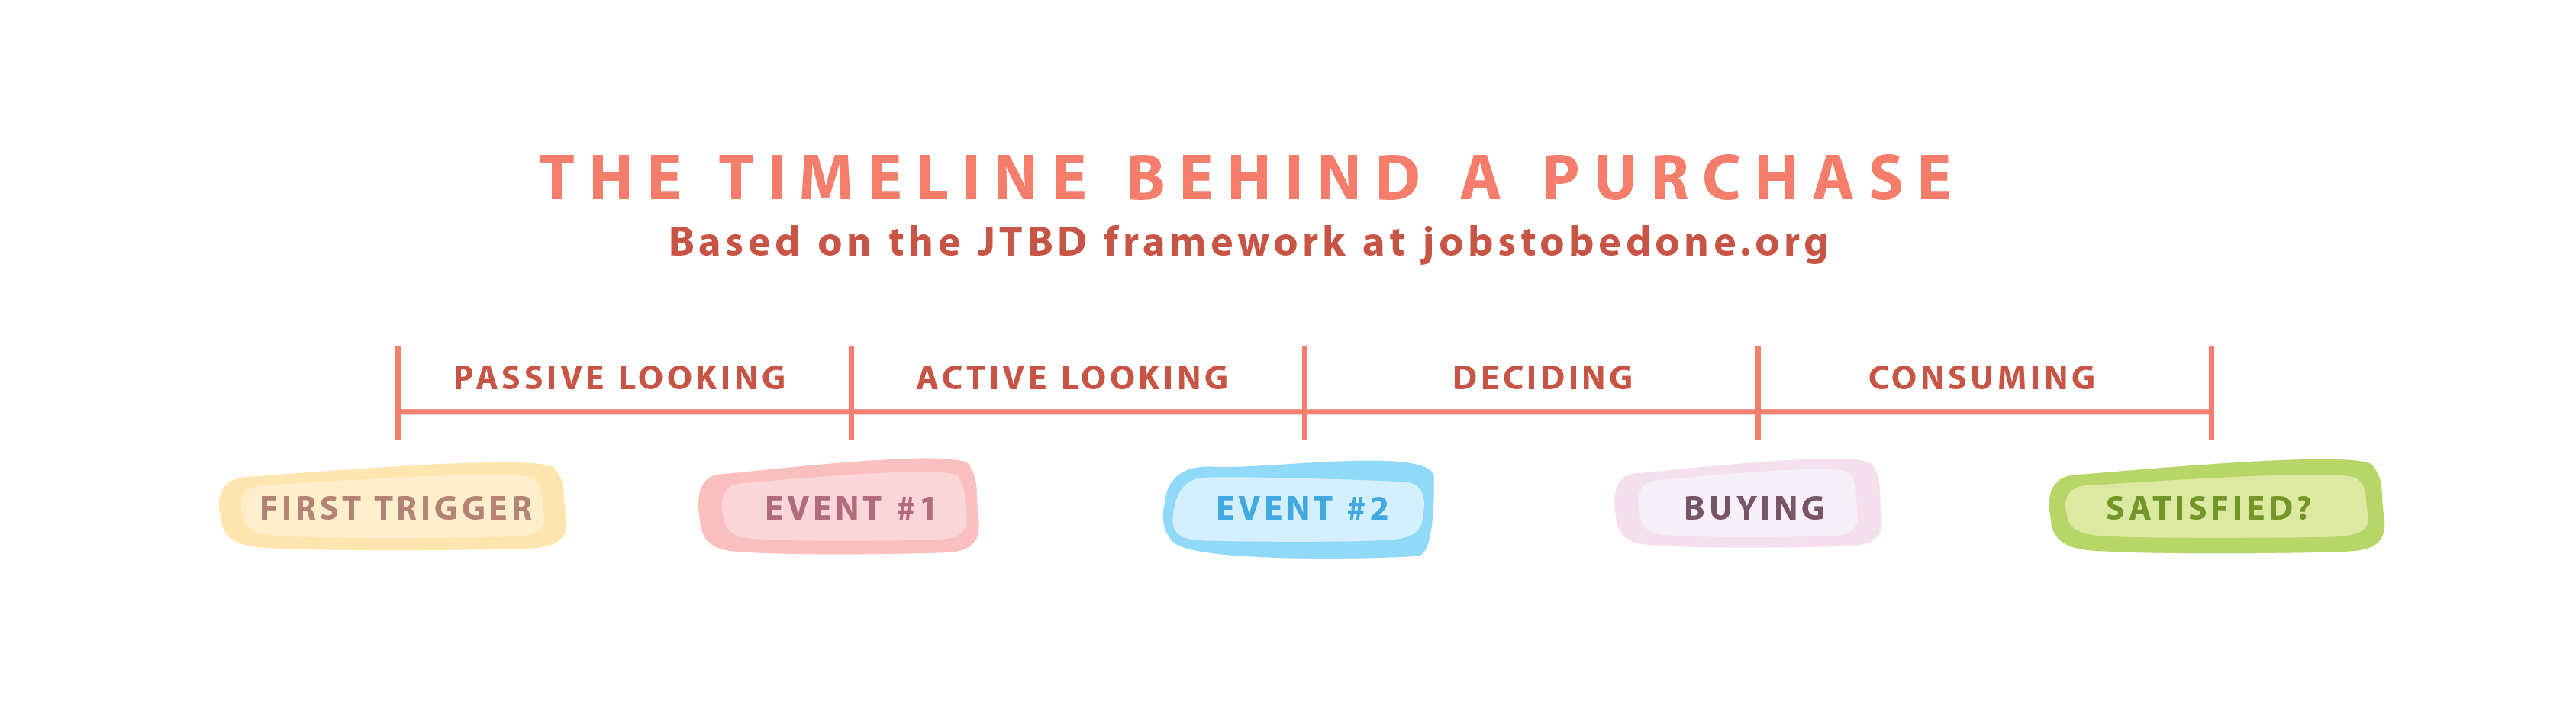 THE TIMELINE BEHIND A PURCHASE
Based on the JTBD framework at jobstobedone.org
PASSIVE LOOKING ACTIVE LOOKING DECIDING CONSUMING
FIRST TRIGGER EVENT #1 EVENT #2 BUYING SATISFIED?